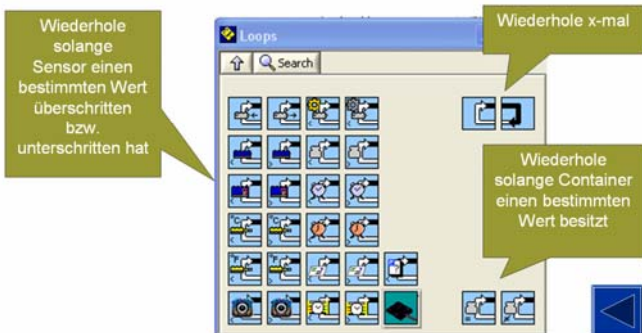 Wiederhole
solange
Sensor einen
bestimmten Wert
überschritten
bzw.
unterschritten hat
Loops
Search
Wiederhole x-mal
Wiederhole
solange Container
einen bestimmten
Wert besitzt